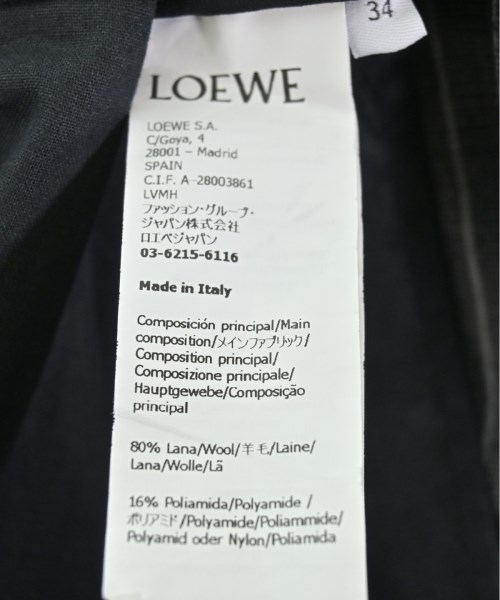 34
LOEWE
LOEWE S.A.
C/Goya, 4
28001 – Madrid
SPAIN
C.I.F. A-28003861
LVMH
ファッション・グループ・
ジャパン株式会社
ロエベジャパン
03-6215-6116
Made in Italy
Composición principal/Main
composition/メインファブリック/
Composition principal/
Composizione principale/
Hauptgewebe/Composição
principal
80% Lana/Wool/羊毛/Laine/
Lana/Wolle/Lã
16% Poliamida/Polyamide /
ポリアミド/Polyamide/Poliammide/
Polyamid oder Nylon/Poliamida